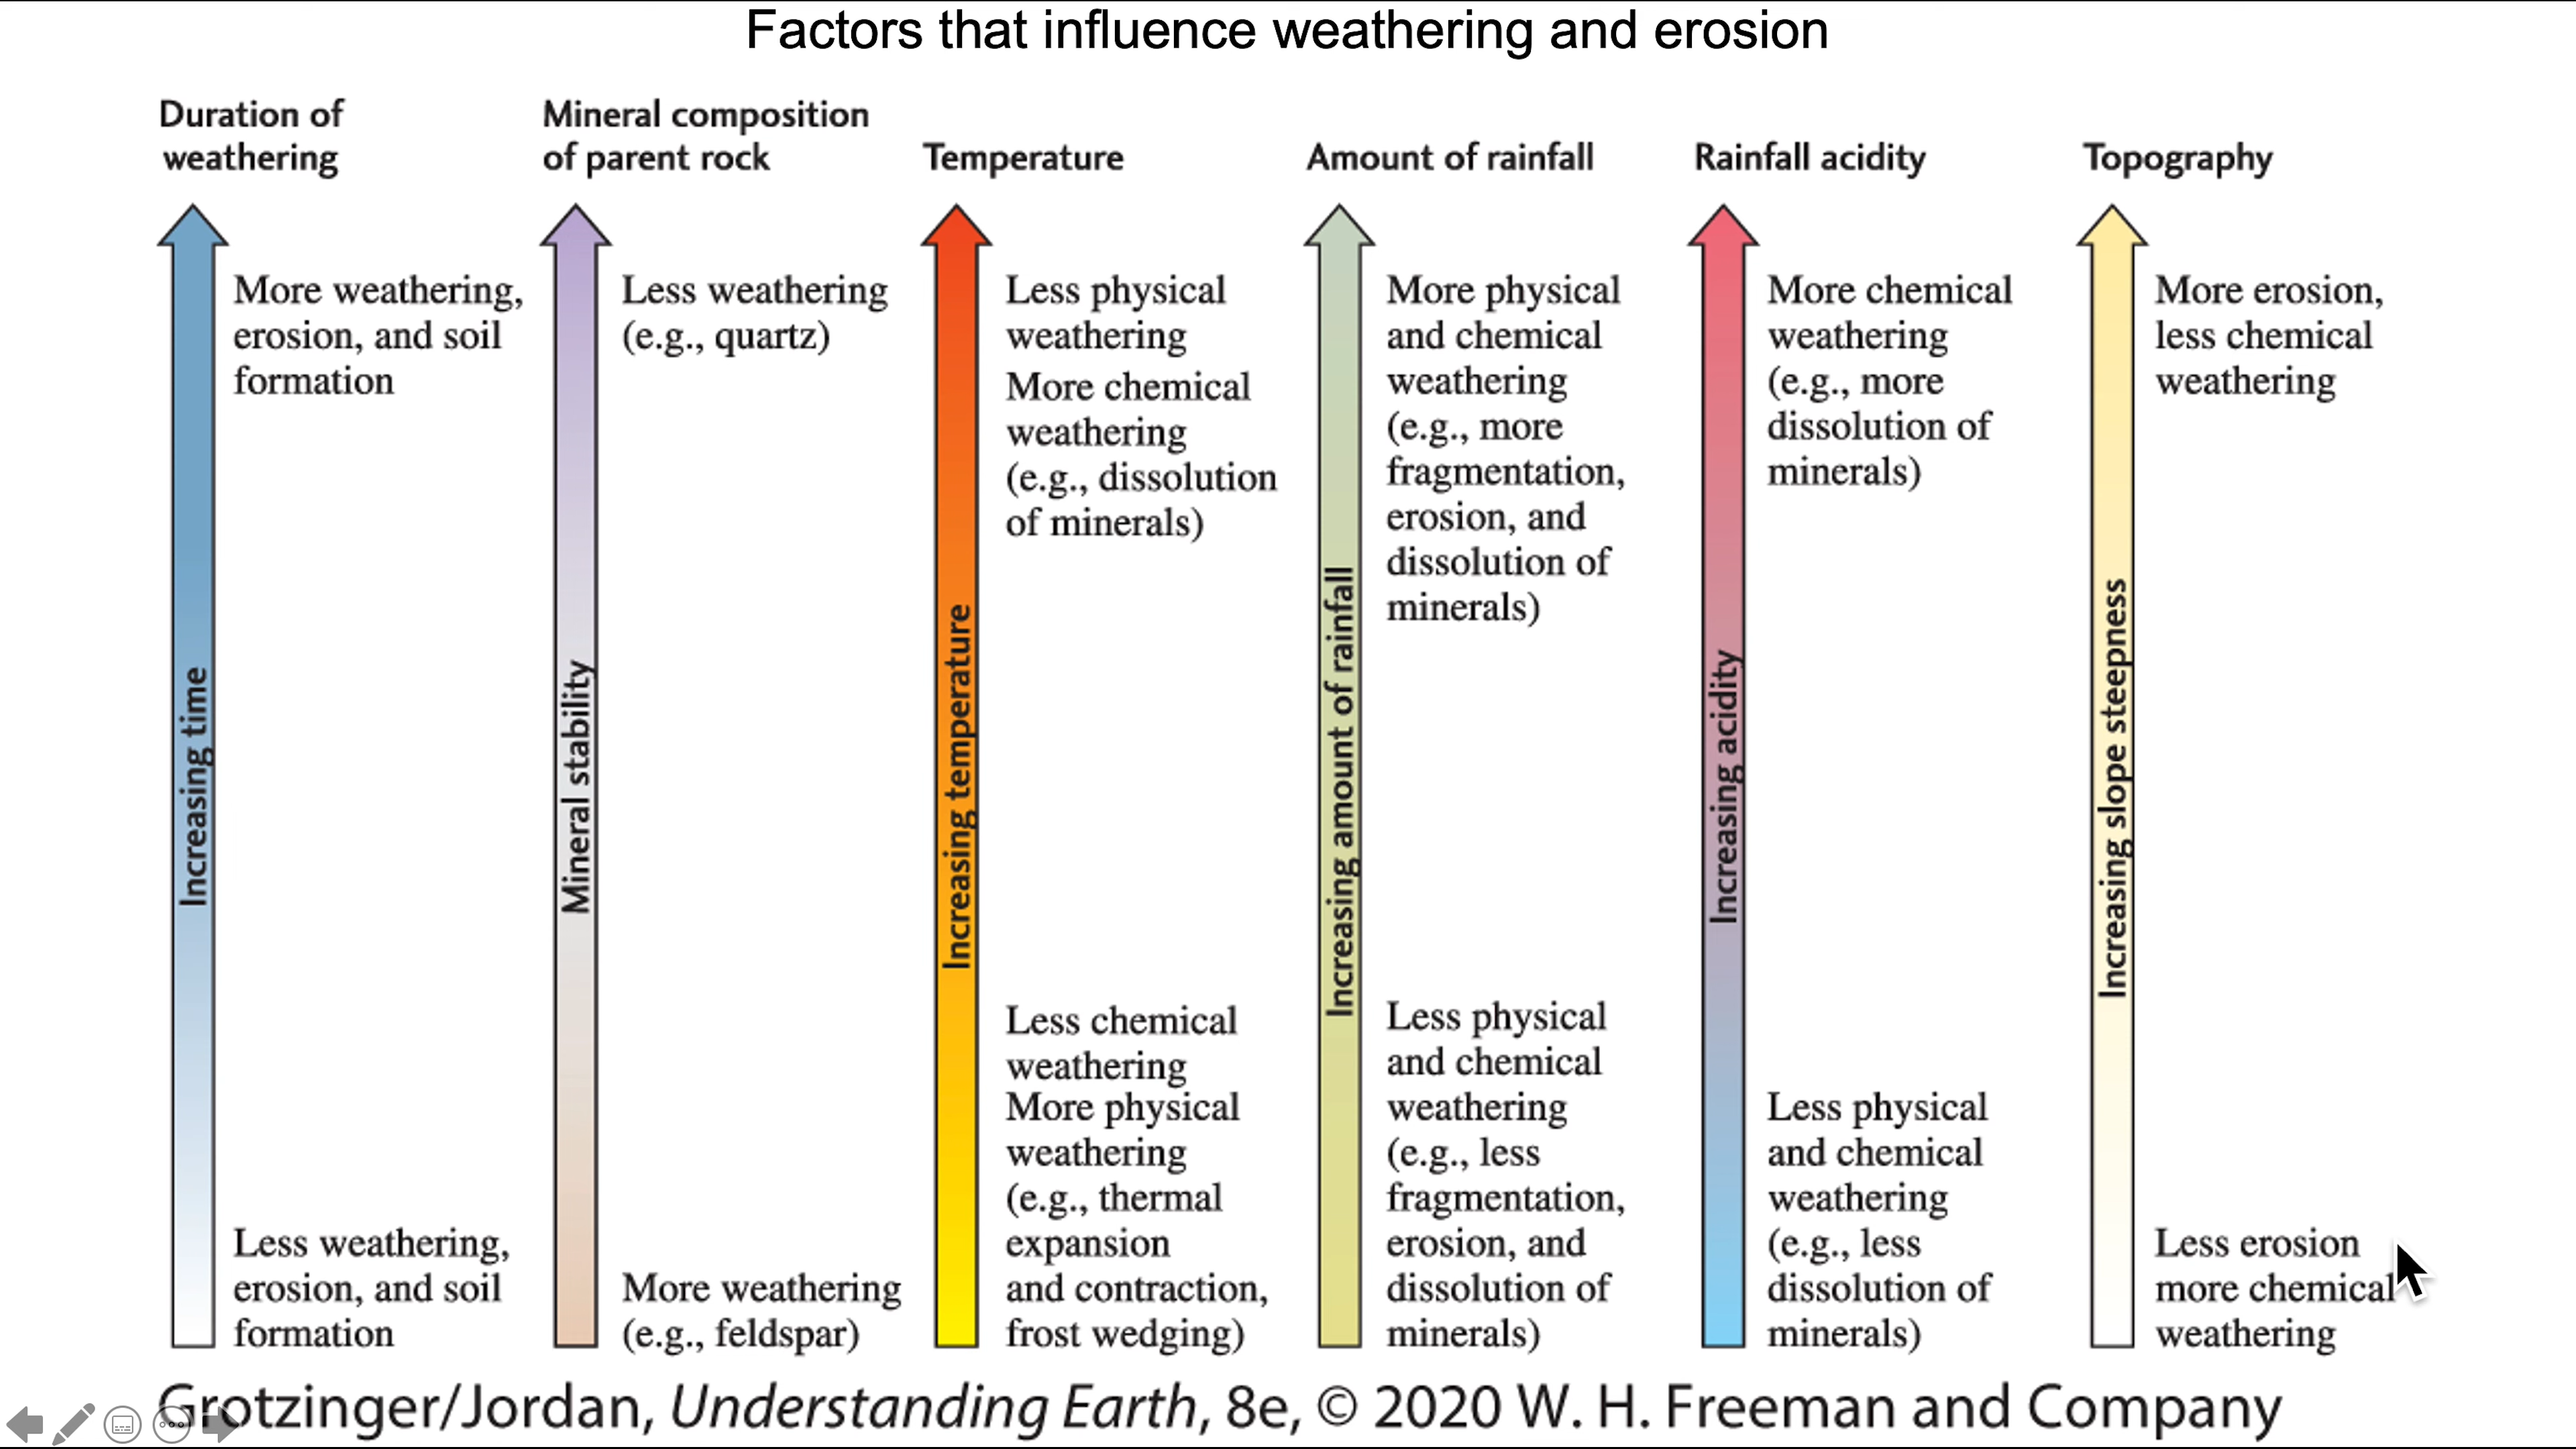 Factors that influence weathering and erosion
Duration of
weathering
Increasing time
More weathering,
erosion, and soil
formation
Less weathering,
erosion, and soil
formation
Mineral composition
of parent rock
Mineral stability
Less weathering
(e.g., quartz)
More weathering
(e.g., feldspar)
Temperature
Increasing temperature
Less physical
weathering
More chemical
weathering
(e.g., dissolution
of minerals)
Less chemical
weathering
More physical
weathering
(e.g., thermal
expansion
and contraction,
frost wedging)
Amount of rainfall
Increasing amount of rainfall
More physical
and chemical
weathering
(e.g., more
fragmentation,
erosion, and
dissolution of
minerals)
Less physical
and chemical
weathering
(e.g., less
fragmentation,
erosion, and
dissolution of
minerals)
Rainfall acidity
Increasing acidity
More chemical
weathering
(e.g., more
dissolution of
minerals)
Less physical
and chemical
weathering
(e.g., less
dissolution of
minerals)
Topography
Increasing slope steepness
More erosion,
less chemical
weathering
Less erosion
more chemical
weathering
Grotzinger/Jordan, Understanding Earth, 8e, © 2020 W. H. Freeman and Company